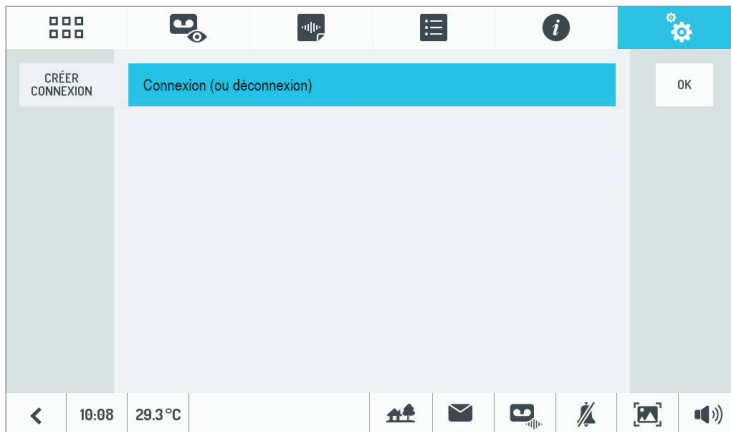 CRÉER
CONNEXION
Connexion (ou déconnexion)
OK
10:08
29.3°C